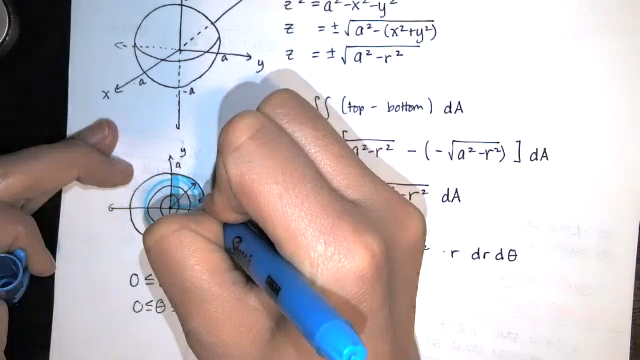 z² = a² - x² - y²
z = ±√(a² - (x² + y²))
z = ±√(a² - r²)
a
y
x
a
-a
∫∫ (top - bottom) dA
a² - r² - (-√(a² - r²)) ] dA
- r² dA
· r dr dθ
y
a
0 ≤
0 ≤ θ ≤